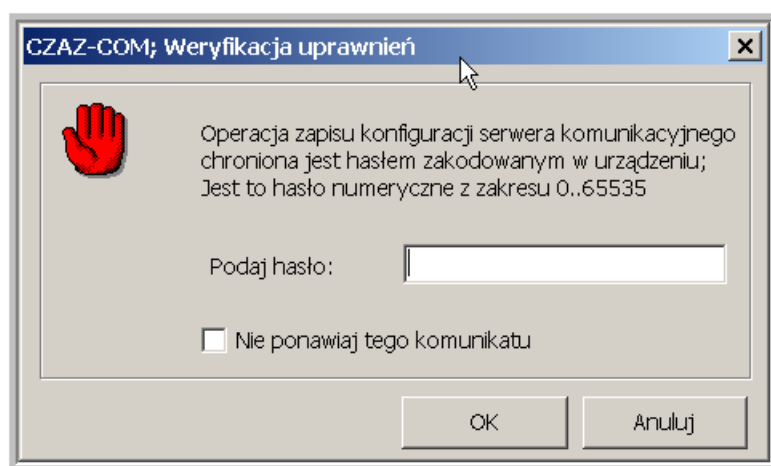 CZAZ-COM; Weryfikacja uprawnień
Operacja zapisu konfiguracji serwera komunikacyjnego
chroniona jest hasłem zakodowanym w urządzeniu;
Jest to hasło numeryczne z zakresu 0..65535
Podaj hasło:
Nie ponawiaj tego komunikatu
OK
Anuluj